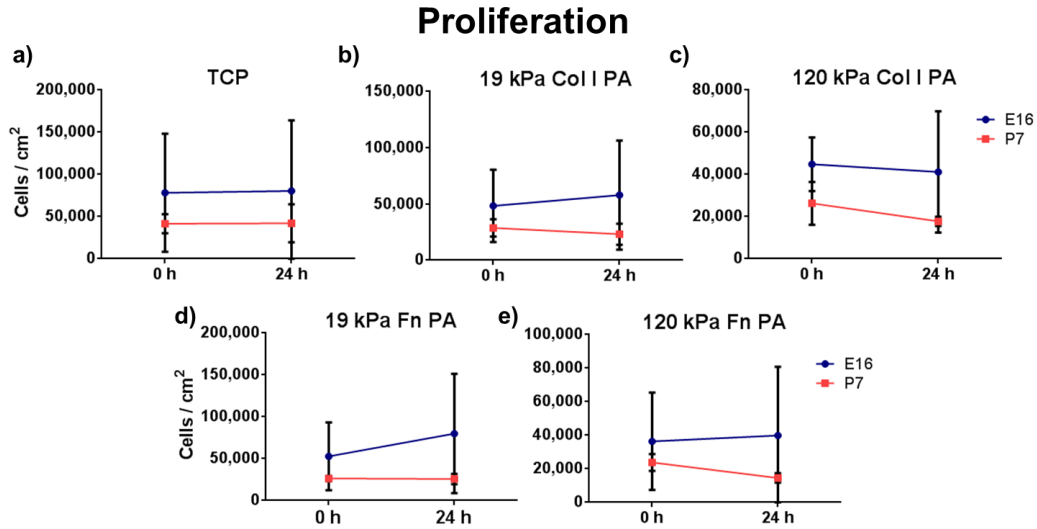 Proliferation
a)
TCP
200,000
150,000
100,000
50,000
0
Cells / cm²
0 h 24 h
b)
19 kPa Col I PA
150,000
100,000
50,000
0
0 h 24 h
c)
120 kPa Col I PA
80,000
60,000
40,000
20,000
0
0 h 24 h
E16
P7
d)
19 kPa Fn PA
200,000
150,000
100,000
50,000
0
Cells / cm²
0 h 24 h
e)
120 kPa Fn PA
100,000
80,000
60,000
40,000
20,000
0
0 h 24 h
E16
P7